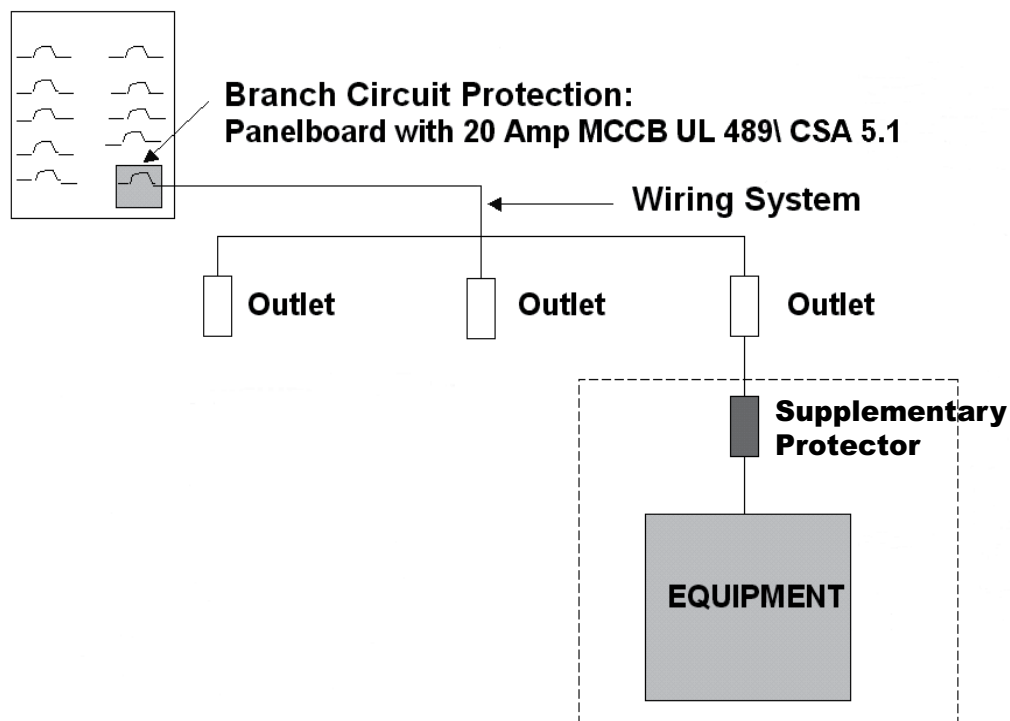 Branch Circuit Protection:
Panelboard with 20 Amp MCCB UL 489\ CSA 5.1
Wiring System
Outlet
Outlet
Outlet
Supplementary
Protector
EQUIPMENT